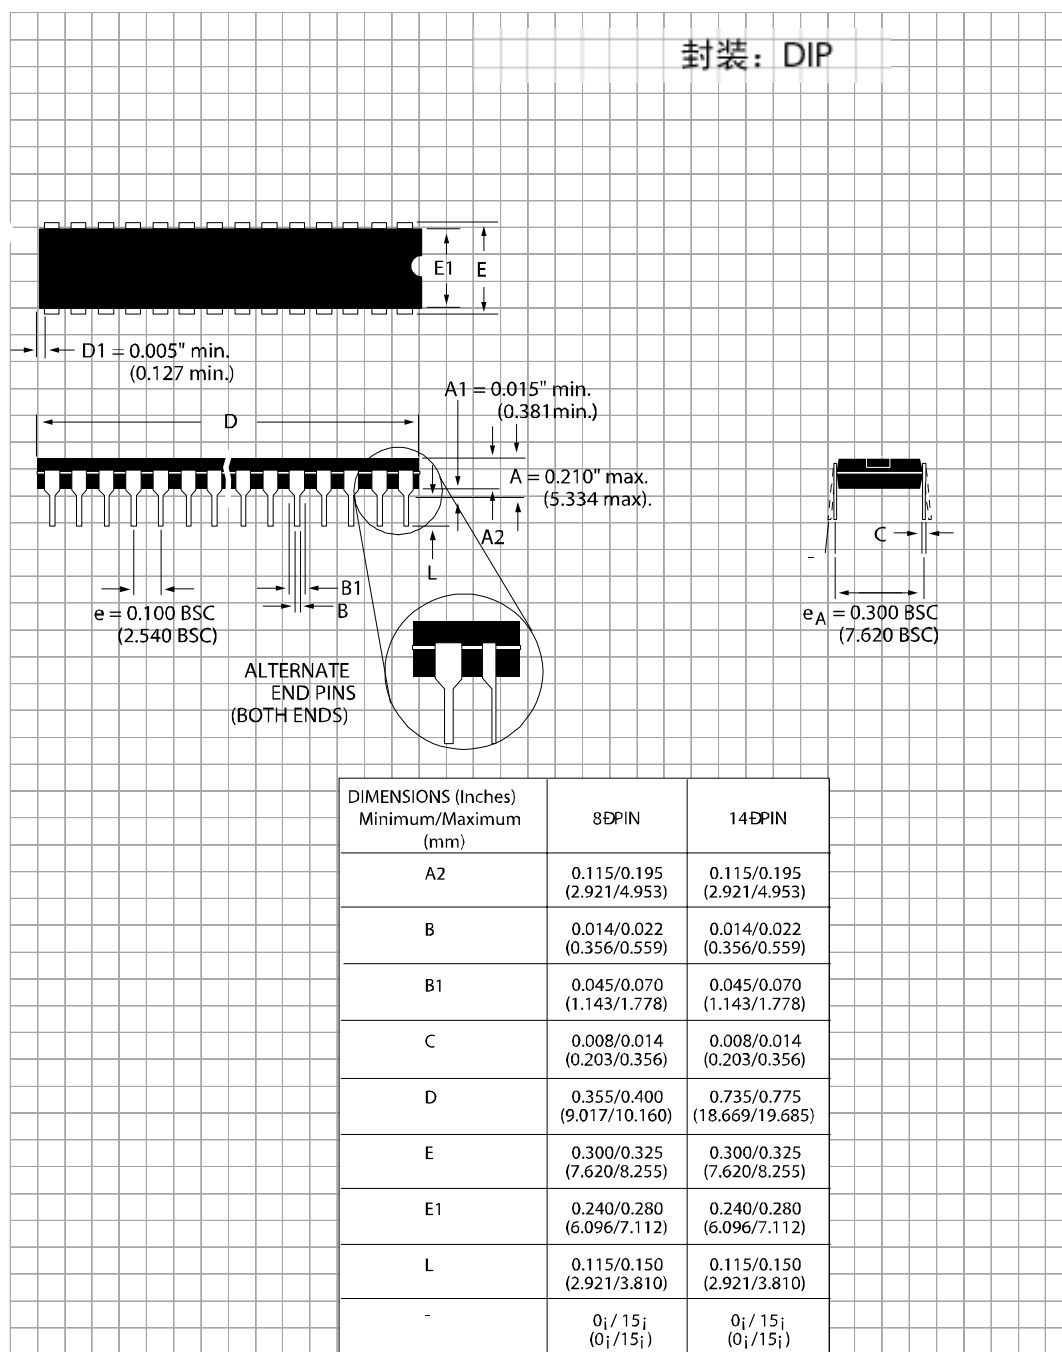 封装：DIP
E1 E
D1 = 0.005" min.
(0.127 min.)
A1 = 0.015" min.
(0.381min.)
D
A = 0.210" max.
(5.334 max).
A2
C
L
B1
B
e = 0.100 BSC
(2.540 BSC)
eA = 0.300 BSC
(7.620 BSC)
ALTERNATE
END PINS
(BOTH ENDS)
DIMENSIONS (Inches)
Minimum/Maximum
(mm)
8ÐPIN
14ÐPIN
A2
0.115/0.195 0.115/0.195
(2.921/4.953) (2.921/4.953)
B
0.014/0.022 0.014/0.022
(0.356/0.559) (0.356/0.559)
B1
0.045/0.070 0.045/0.070
(1.143/1.778) (1.143/1.778)
C
0.008/0.014 0.008/0.014
(0.203/0.356) (0.203/0.356)
D
0.355/0.400 0.735/0.775
(9.017/10.160) (18.669/19.685)
E
0.300/0.325 0.300/0.325
(7.620/8.255) (7.620/8.255)
E1
0.240/0.280 0.240/0.280
(6.096/7.112) (6.096/7.112)
L
0.115/0.150 0.115/0.150
(2.921/3.810) (2.921/3.810)
-
0¡/ 15¡ 0¡/ 15¡
(0¡/15¡) (0¡/15¡)